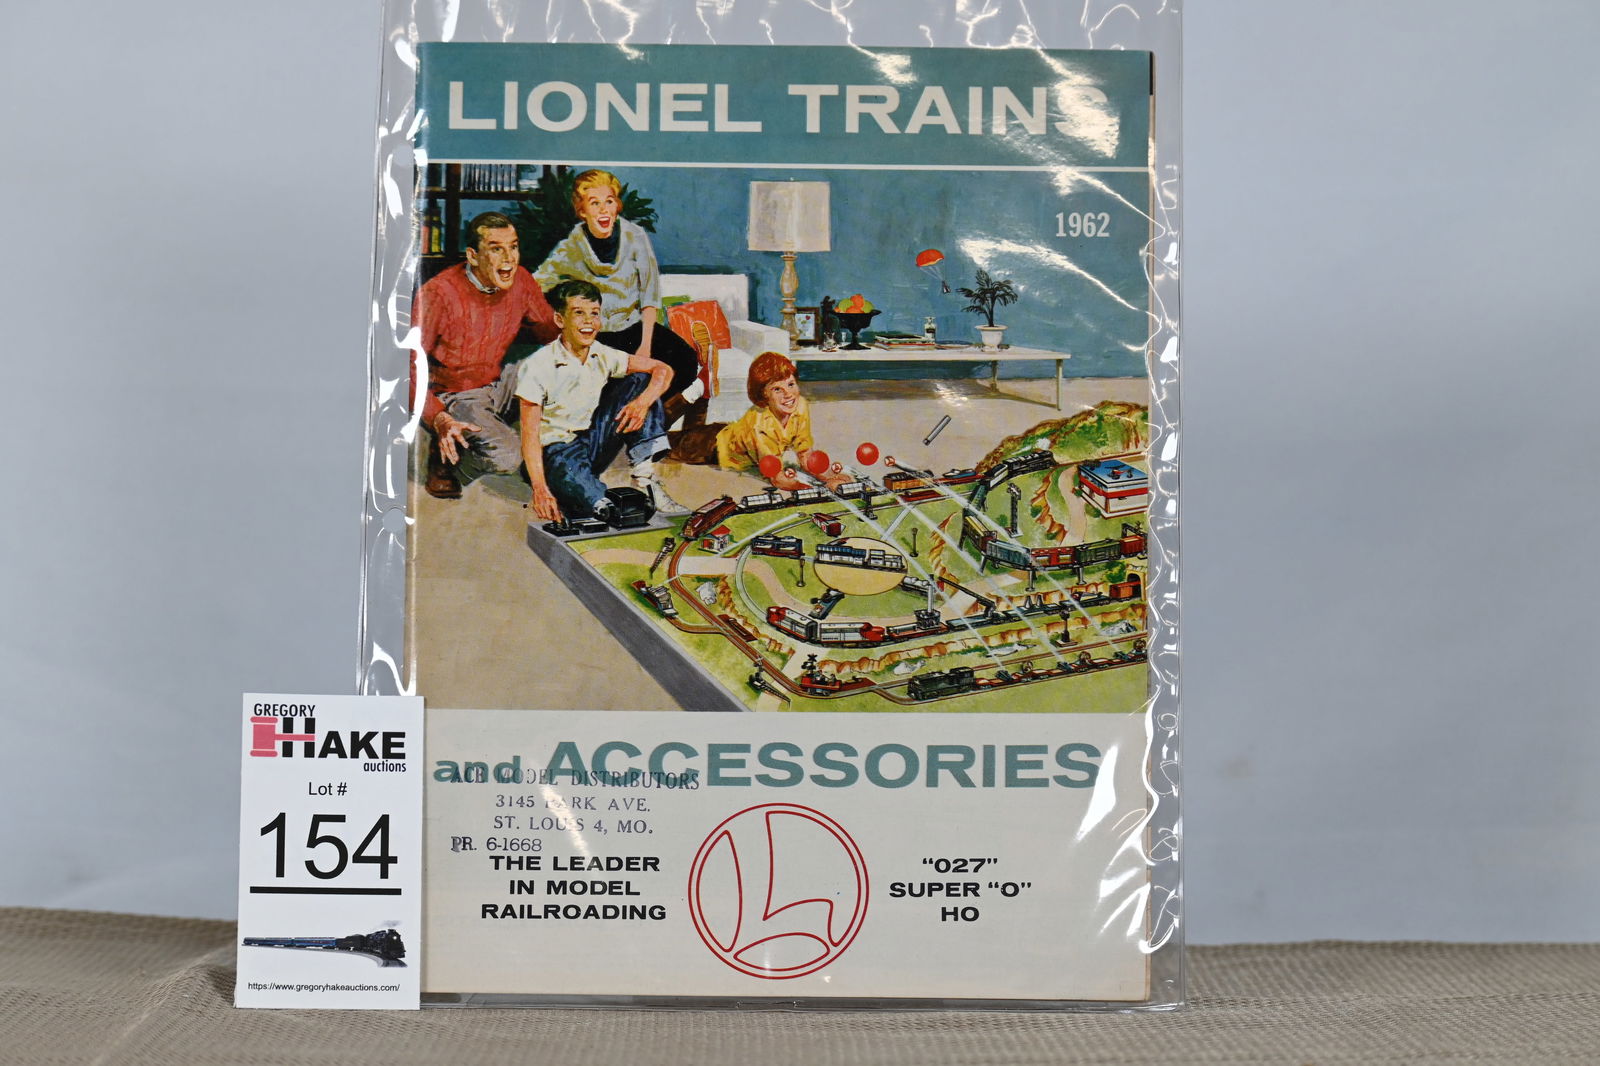 LIONEL TRAINS
1962
and ACCESSORIES
ACE MODEL DISTRIBUTORS
3145 PARK AVE.
ST. LOUIS 4, MO.
PR. 6-1668
THE LEADER
IN MODEL
RAILROADING
L
"027"
SUPER "O"
HO
GREGORY
HAKE
auctions
Lot #
154
https://www.gregoryhakeauctions.com/